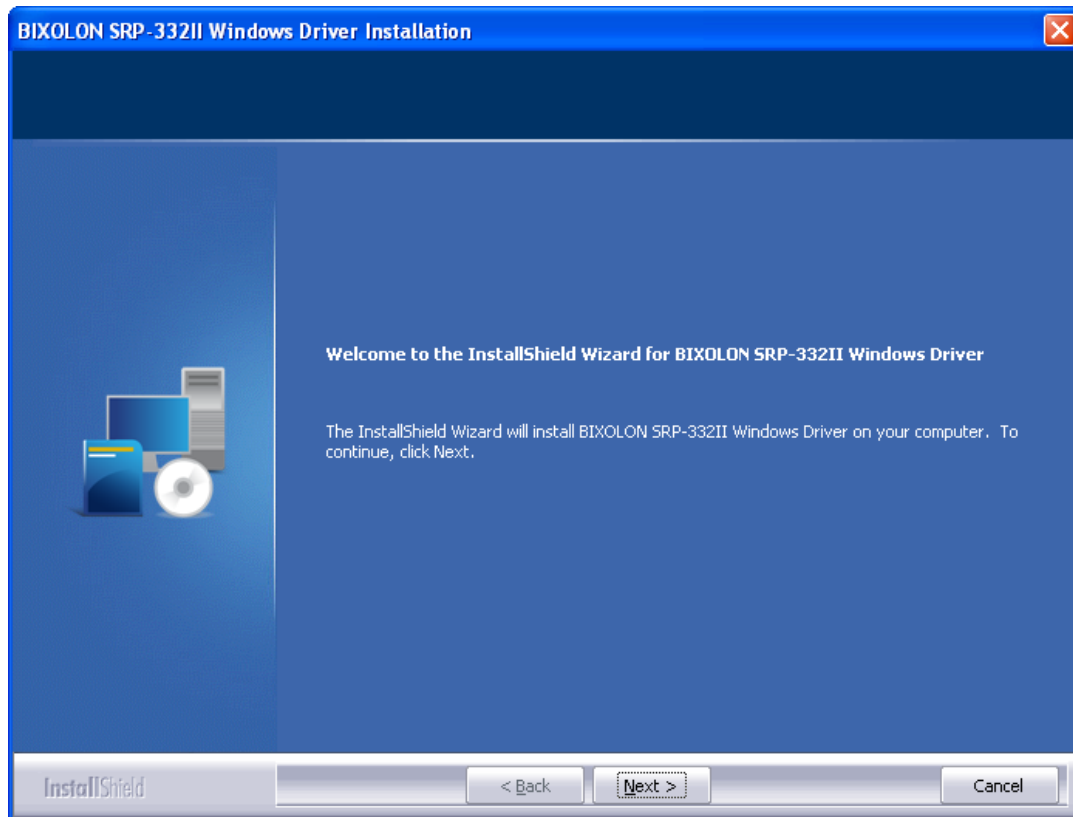 BIXOLON SRP-332II Windows Driver Installation
Welcome to the InstallShield Wizard for BIXOLON SRP-332II Windows Driver
The InstallShield Wizard will install BIXOLON SRP-332II Windows Driver on your computer. To
continue, click Next.
InstallShield
< Back
Next >
Cancel